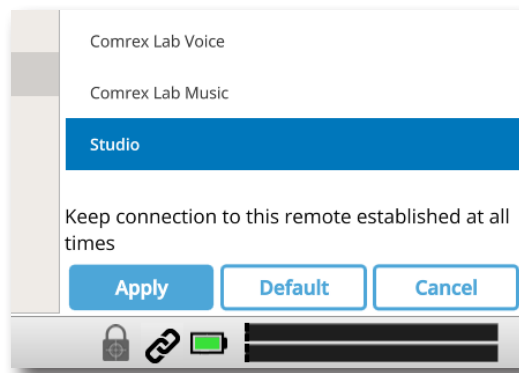 Comrex Lab Voice
Comrex Lab Music
Studio
Keep connection to this remote established at all
times
Apply Default Cancel